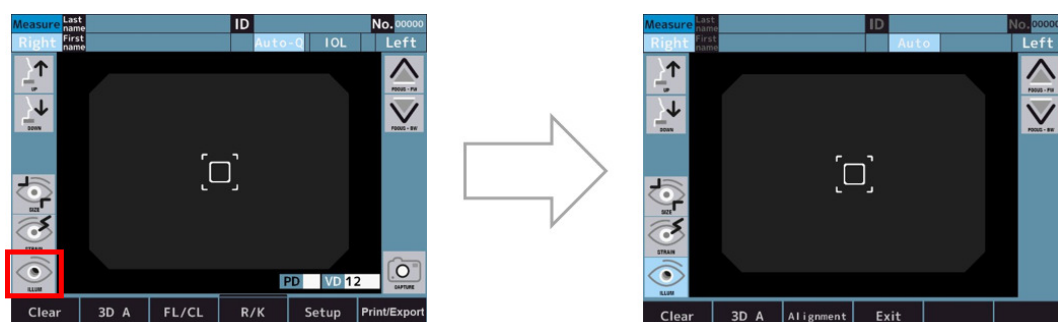 Measure Last name ID No. 00000
Right First name Auto-Q IOL Left
UP
FOCUS - FW
DOWN
FOCUS - BW
SIZE
STRAIN
ILLUM
CAPTURE
PD VD 12
Clear 3D A FL/CL R/K Setup Print/Export
Measure Last name ID No. 00000
Right First name Auto Left
UP
FOCUS - FW
DOWN
FOCUS - BW
SIZE
STRAIN
ILLUM
Clear 3D A Alignment Exit